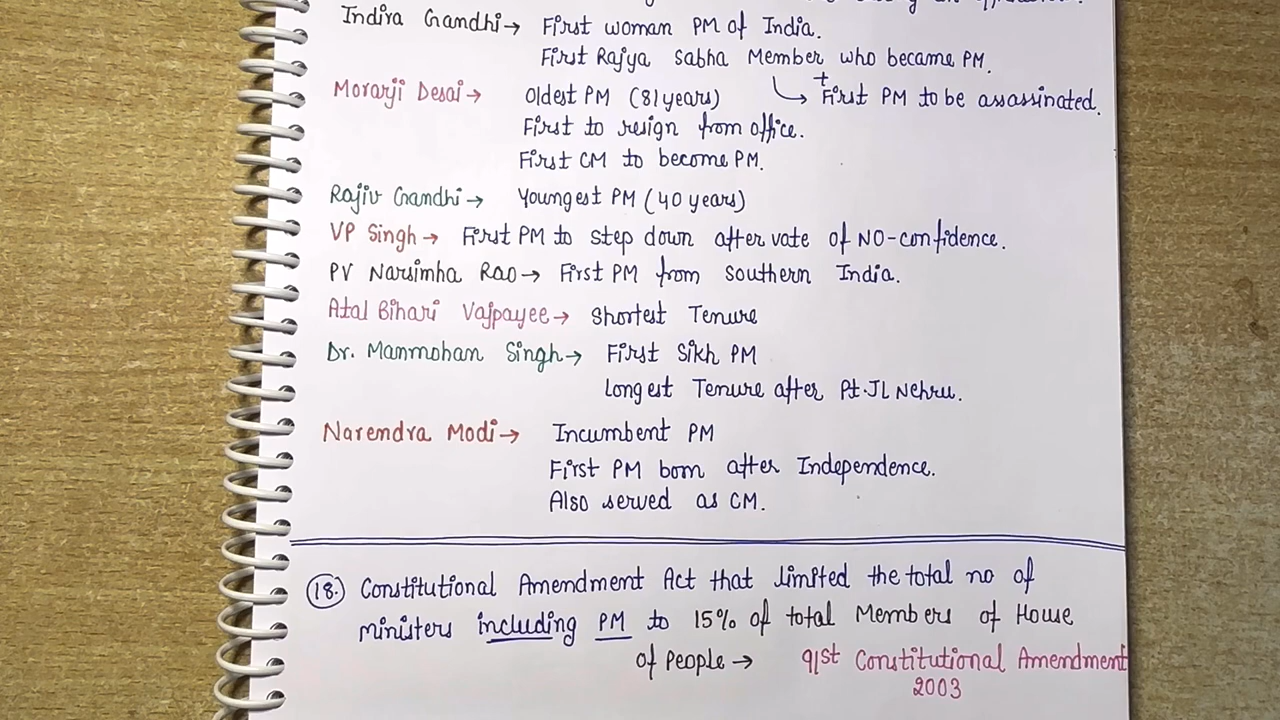 Indira Gandhi → First woman PM of India.
First Rajya Sabha Member who became PM.
+ First PM to be assassinated.
Morarji Desai → Oldest PM (81 years)
First to resign from office.
First CM to become PM.
Rajiv Gandhi → Youngest PM (40 years)
VP Singh → First PM to step down after vate of NO-confidence.
PV Narsimha Rao → First PM from southern India.
Atal Bihari Vajpayee → Shortest Tenure
Dr. Manmohan Singh → First Sikh PM
Longest Tenure after Pt. JL Nehru.
Narendra Modi → Incumbent PM
First PM born after Independence.
Also served as CM.
18. Constitutional Amendment Act that limited the total no of
ministers including PM to 15% of total Members of House
of People → 91st Constitutional Amendment
2003